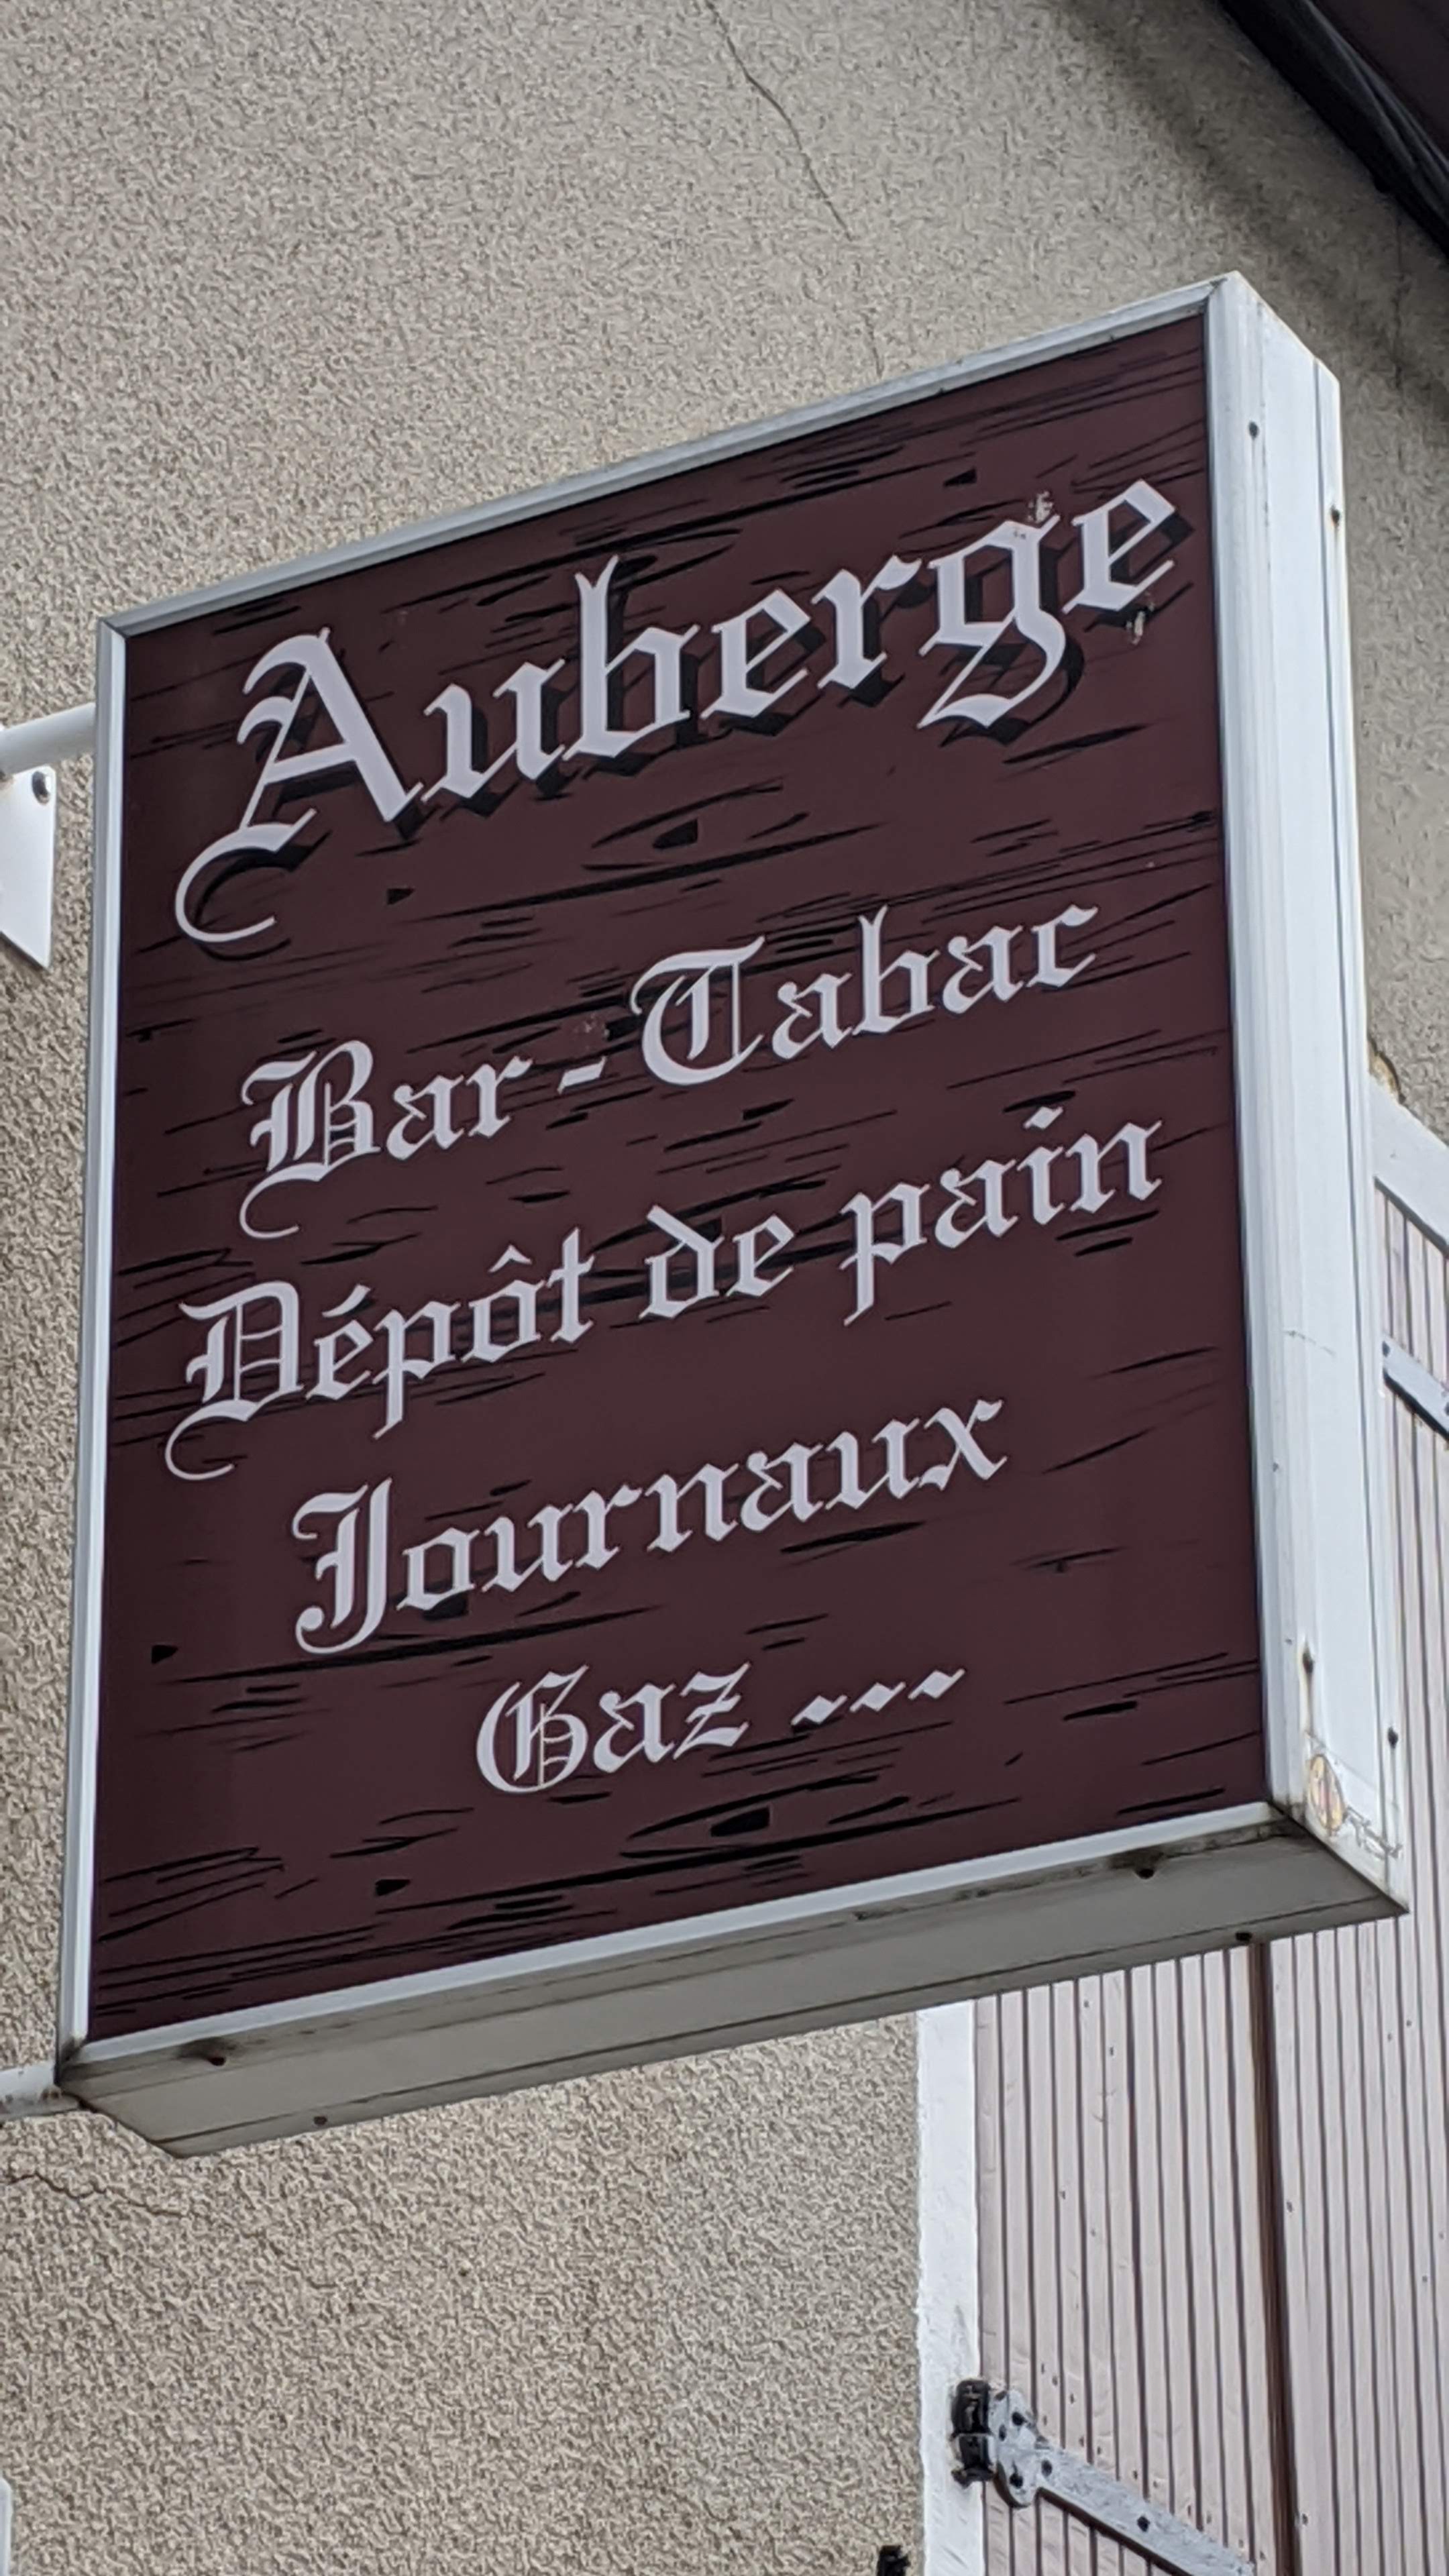 Auberge
Bar - Tabac
Dépôt de pain
Journaux
Gaz ...